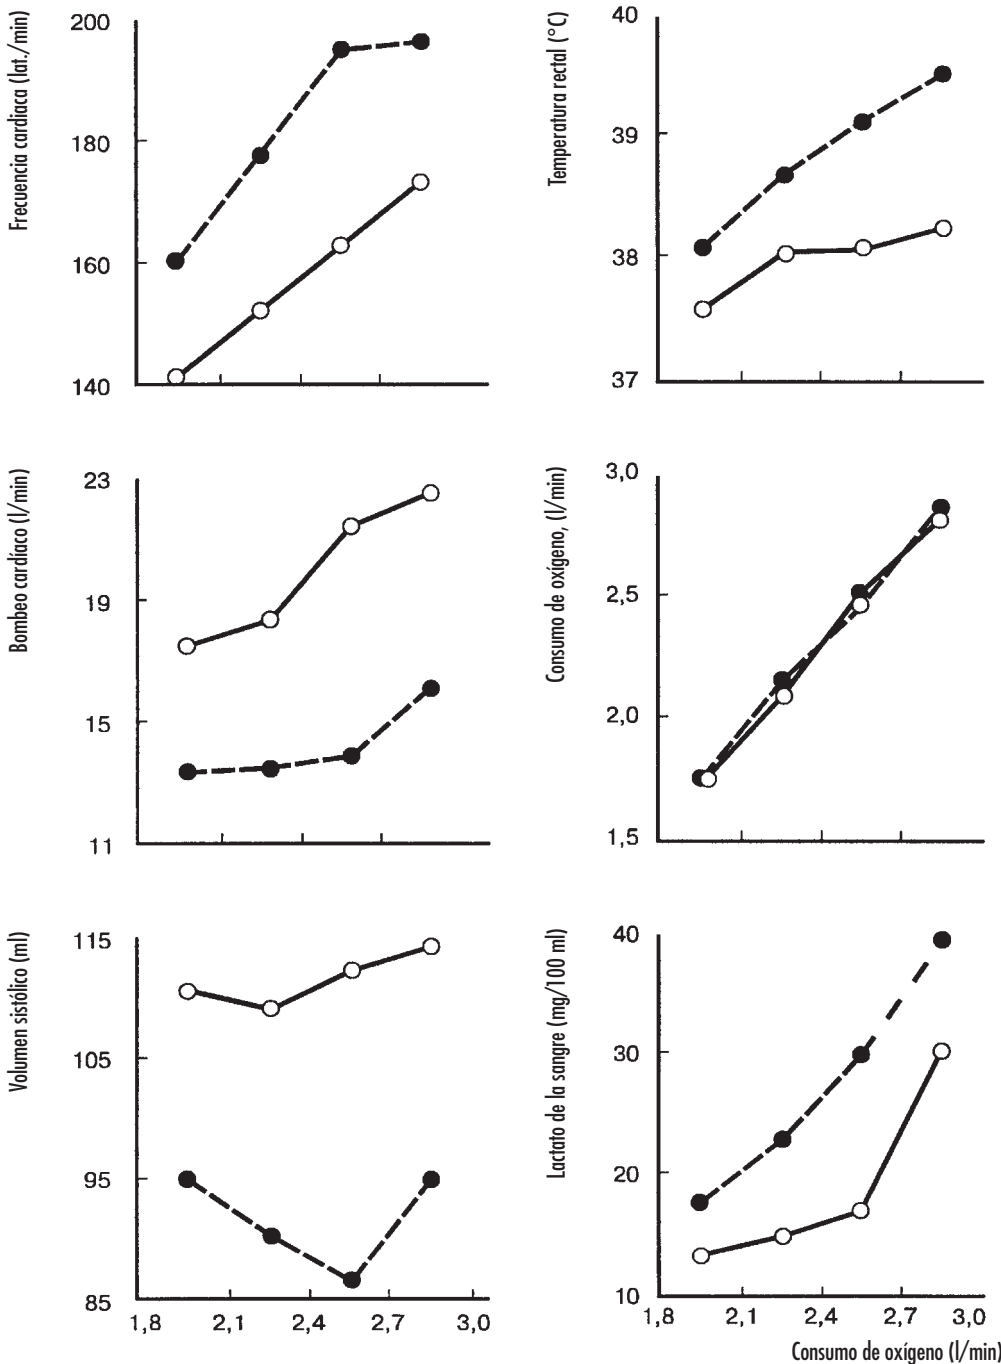 Frecuencia cardiaca (lat./min)
200
180
160
140
Temperatura rectal (°C)
40
39
38
37
Bombeo cardíaco (l/min)
23
19
15
11
Consumo de oxígeno, (l/min)
3,0
2,5
2,0
1,5
Volumen sistólico (ml)
115
105
95
85
1,8 2,1 2,4 2,7 3,0
Lactato de la sangre (mg/100 ml)
40
30
20
10
1,8 2,1 2,4 2,7 3,0
Consumo de oxígeno (l/min)